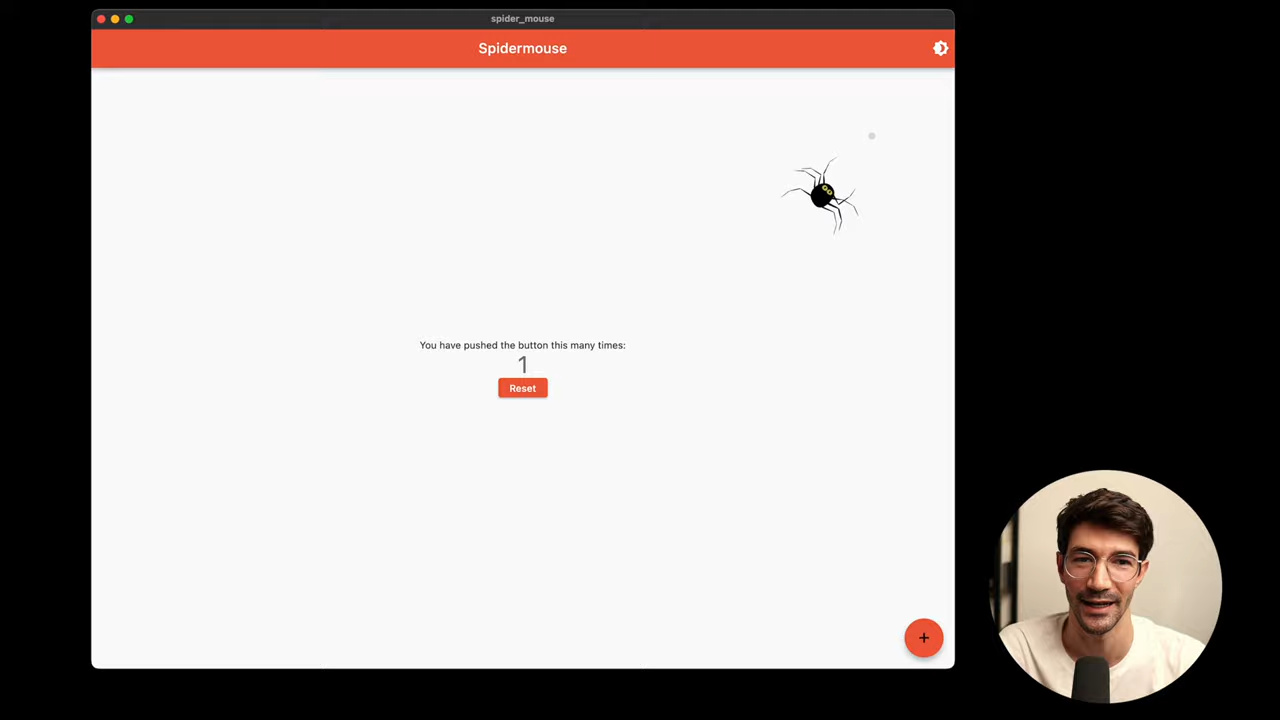 spider_mouse
Spidermouse
You have pushed the button this many times:
1
Reset
+